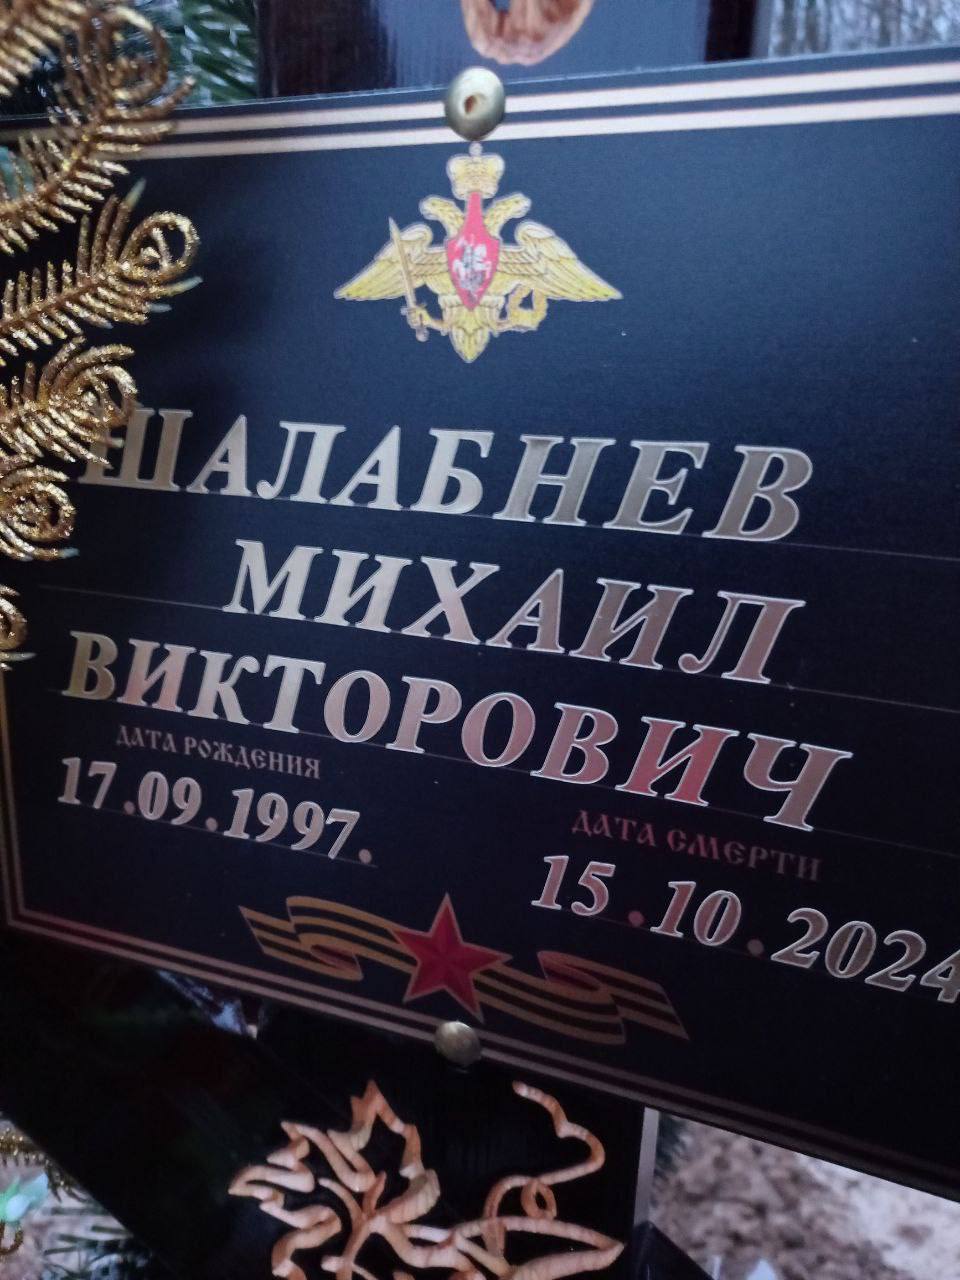 ШАЛАБНЕВ
МИХАИЛ
ВИКТОРОВИЧ
ДАТА РОЖДЕНИЯ
17.09.1997.
ДАТА СМЕРТИ
15.10.2024